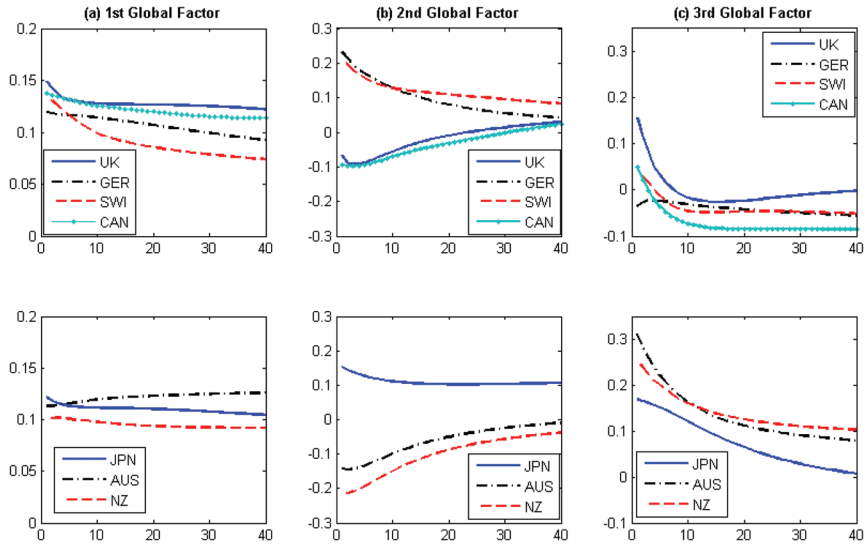 (a) 1st Global Factor
(b) 2nd Global Factor
(c) 3rd Global Factor
0.2
0.15
0.1
0.05
0
0 10 20 30 40
UK
GER
SWI
CAN
0.3
0.2
0.1
0
-0.1
-0.2
-0.3
0 10 20 30 40
UK
GER
SWI
CAN
0.3
0.2
0.1
0
-0.1
0 10 20 30 40
UK
GER
SWI
CAN
0.2
0.15
0.1
0.05
0
0 10 20 30 40
JPN
AUS
NZ
0.3
0.2
0.1
0
-0.1
-0.2
-0.3
0 10 20 30 40
JPN
AUS
NZ
0.3
0.2
0.1
0
-0.1
0 10 20 30 40
JPN
AUS
NZ